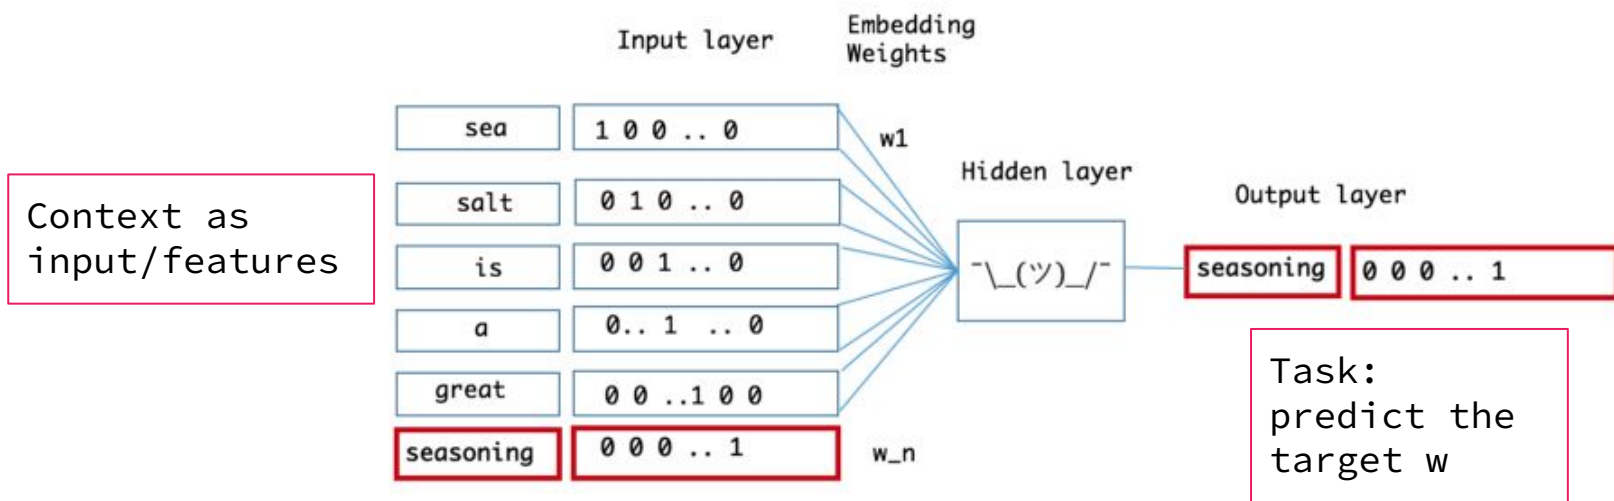 Input layer
Embedding
Weights
sea
1 0 0 .. 0
w1
salt
0 1 0 .. 0
is
0 0 1 .. 0
a
0.. 1 .. 0
great
0 0 ..1 0 0
seasoning
0 0 0 .. 1
w_n
Context as
input/features
Hidden layer
¯\_(ツ)_/¯
Output layer
seasoning
0 0 0 .. 1
Task:
predict the
target w